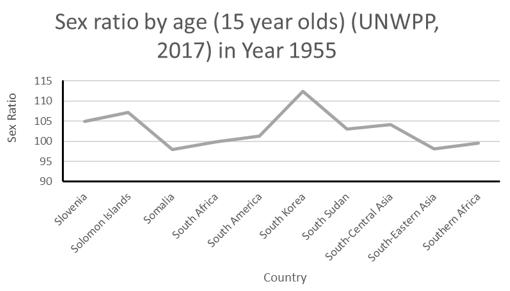 Sex ratio by age (15 year olds) (UNWPP,
2017) in Year 1955
115
110
105
100
95
90
Sex Ratio
Slovenia
Solomon Islands
Somalia
South Africa
South America
South Korea
South Sudan
South-Central Asia
South-Eastern Asia
Southern Africa
Country